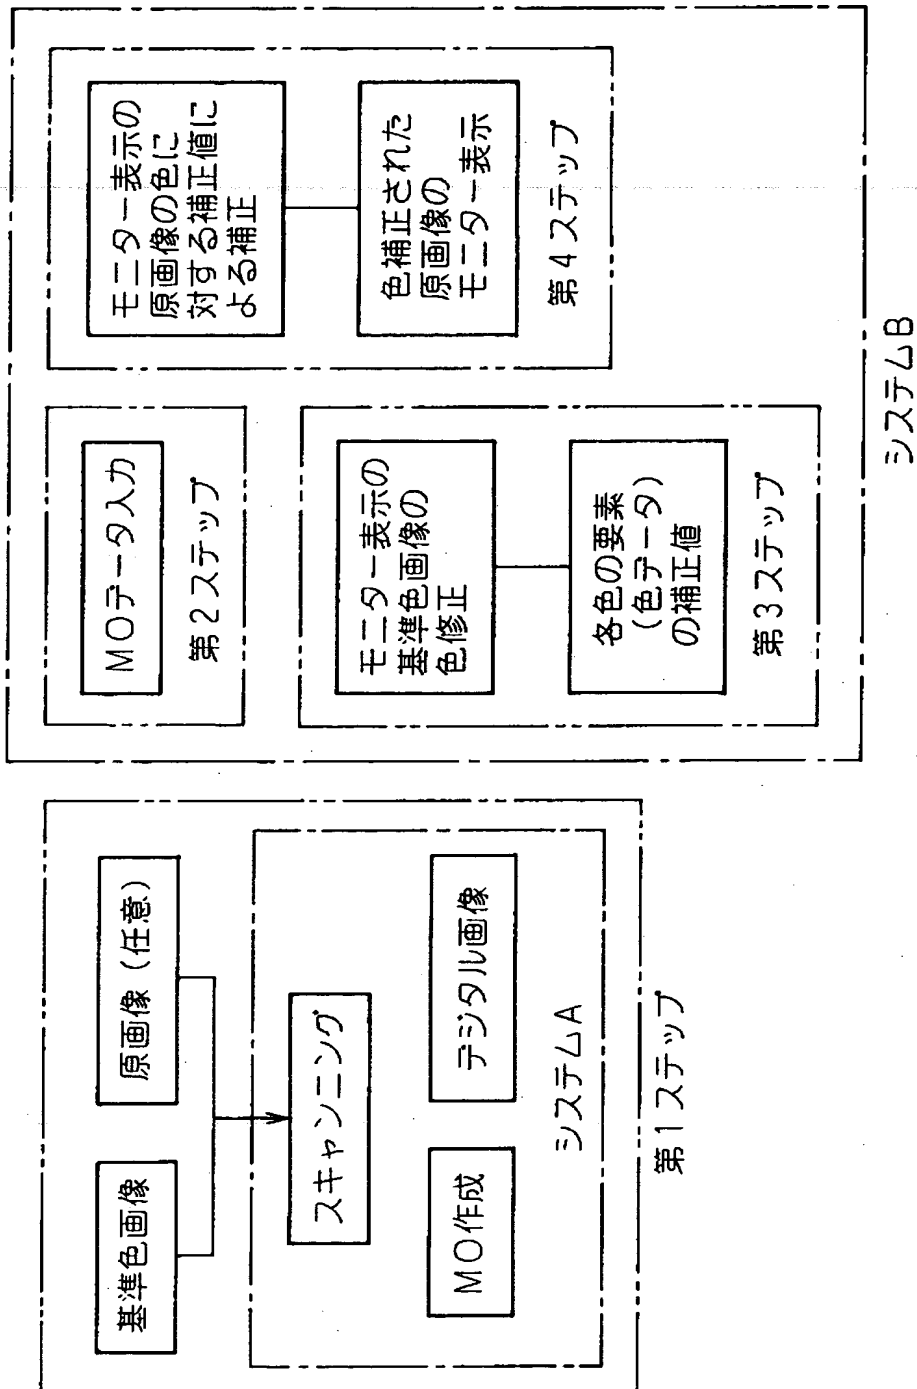 基準色画像
原画像(任意)
スキャンニング
MO作成
デジタル画像
システムA
第1ステップ
MOデータ入力
第2ステップ
モニター表示の
基準色画像の
色修正
各色の要素
(色データ)
の補正値
第3ステップ
モニター表示の
原画像の色に
対する補正値に
よる補正
色補正された
原画像の
モニター表示
第4ステップ
システムB